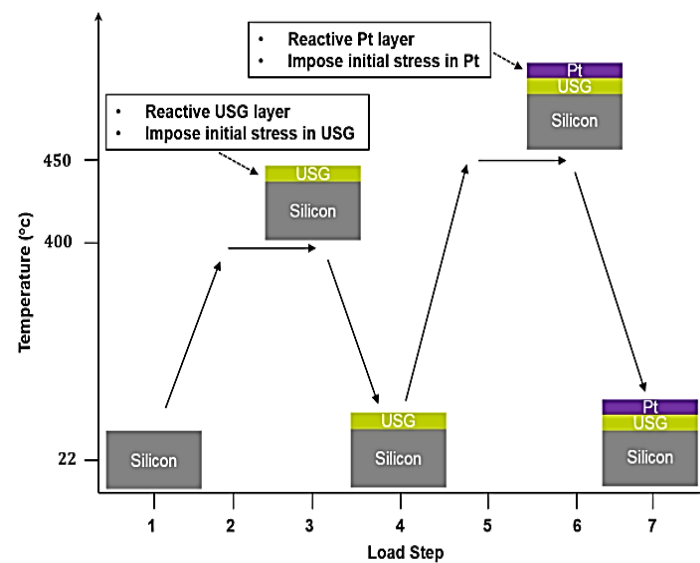 • Reactive Pt layer
• Impose initial stress in Pt
Pt
USG
Silicon
• Reactive USG layer
• Impose initial stress in USG
USG
Silicon
450
400
22
Temperature (°c)
Silicon
USG
Silicon
Pt
USG
Silicon
1 2 3 4 5 6 7
Load Step